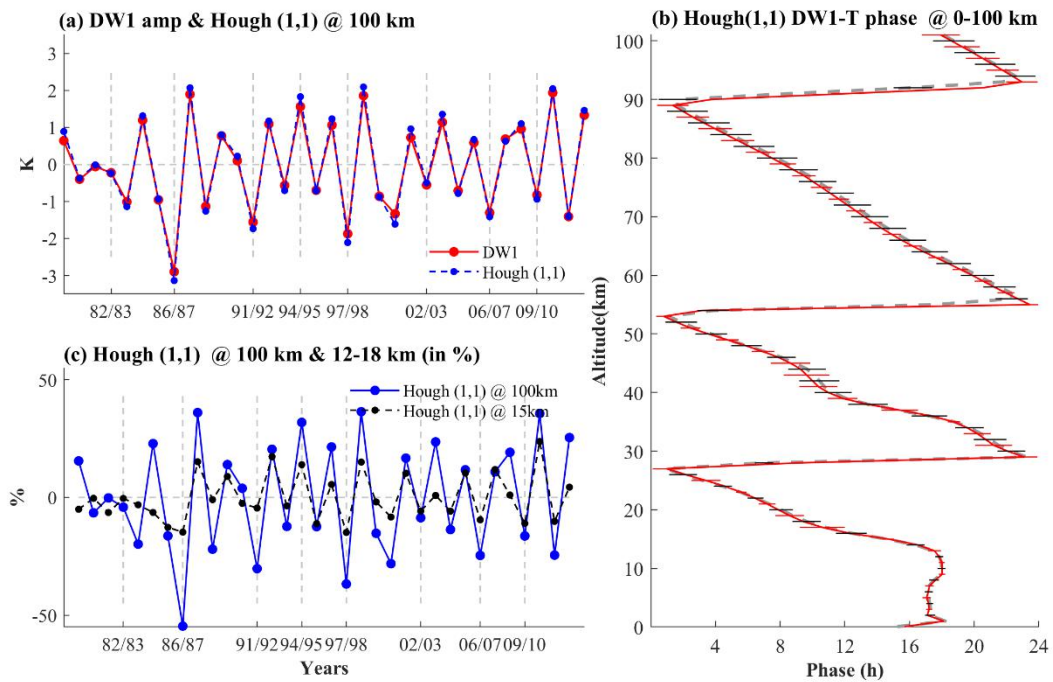 (a) DW1 amp & Hough (1,1) @ 100 km
3
2
1
0
-1
-2
-3
K
DW1
Hough (1,1)
82/83 86/87 91/92 94/95 97/98 02/03 06/07 09/10
(c) Hough (1,1) @ 100 km & 12-18 km (in %)
50
0
-50
%
Hough (1,1) @ 100km
Hough (1,1) @ 15km
82/83 86/87 91/92 94/95 97/98 02/03 06/07 09/10
Years
(b) Hough(1,1) DW1-T phase @ 0-100 km
100
90
80
70
60
50
40
30
20
10
0
Altitude(km)
4 8 12 16 20 24
Phase (h)